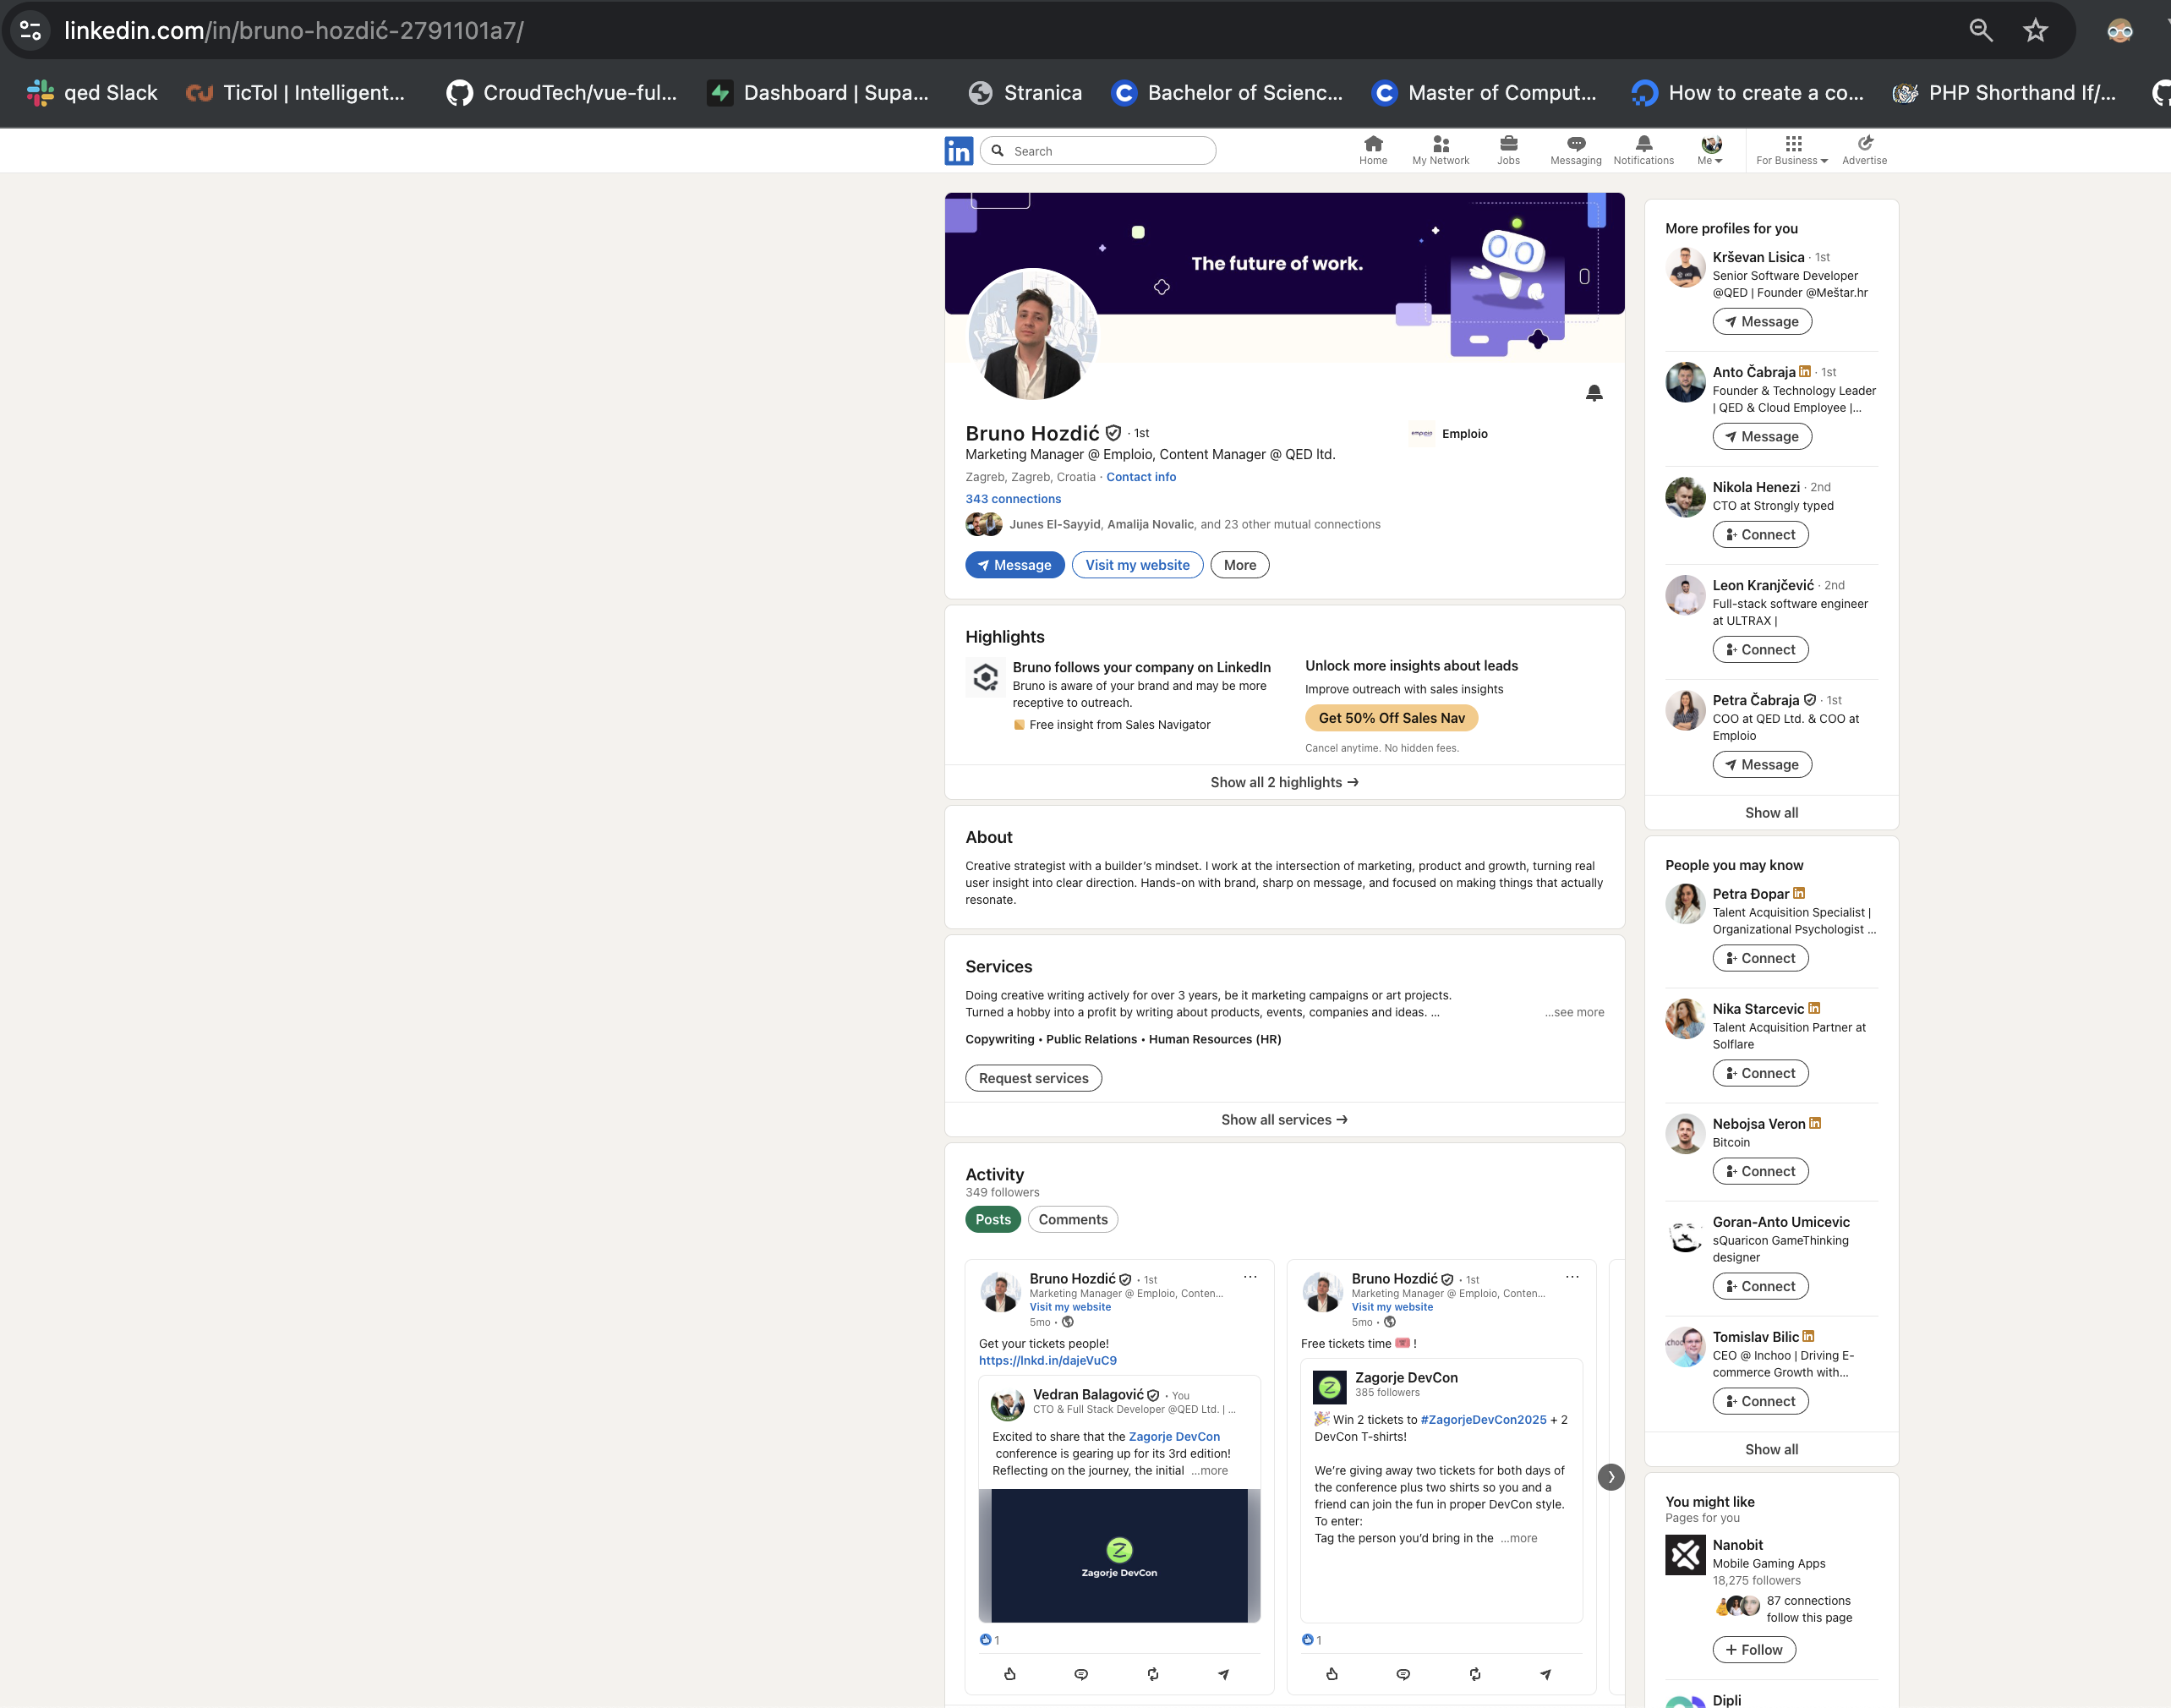 linkedin.com/in/bruno-hozdić-2791101a7/
qed Slack
TicTol | Intelligent...
CroudTech/vue-ful...
Dashboard | Supa...
Stranica
Bachelor of Scienc...
Master of Comput...
How to create a co...
PHP Shorthand If/...
in
Search
Home
My Network
Jobs
Messaging
Notifications
Me
For Business
Advertise
The future of work.
Bruno Hozdić · 1st
Marketing Manager @ Emploio, Content Manager @ QED ltd.
Zagreb, Zagreb, Croatia · Contact info
343 connections
Junes El-Sayyid, Amalija Novalic, and 23 other mutual connections
Emploio
Message
Visit my website
More
Highlights
Bruno follows your company on LinkedIn
Bruno is aware of your brand and may be more
receptive to outreach.
Free insight from Sales Navigator
Unlock more insights about leads
Improve outreach with sales insights
Get 50% Off Sales Nav
Cancel anytime. No hidden fees.
Show all 2 highlights →
About
Creative strategist with a builder's mindset. I work at the intersection of marketing, product and growth, turning real
user insight into clear direction. Hands-on with brand, sharp on message, and focused on making things that actually
resonate.
Services
Doing creative writing actively for over 3 years, be it marketing campaigns or art projects.
Turned a hobby into a profit by writing about products, events, companies and ideas. ...
...see more
Copywriting • Public Relations • Human Resources (HR)
Request services
Show all services →
Activity
349 followers
Posts
Comments
Bruno Hozdić • 1st
Marketing Manager @ Emploio, Conten...
Visit my website
5mo •
Get your tickets people!
https://lnkd.in/dajeVuC9
Vedran Balagović • You
CTO & Full Stack Developer @QED Ltd. | ...
Excited to share that the Zagorje DevCon
conference is gearing up for its 3rd edition!
Reflecting on the journey, the initial ...more
Z
Zagorje DevCon
1
Bruno Hozdić • 1st
Marketing Manager @ Emploio, Conten...
Visit my website
5mo •
Free tickets time 🎟️ !
Z
Zagorje DevCon
385 followers
🎉 Win 2 tickets to #ZagorjeDevCon2025 + 2
DevCon T-shirts!
We're giving away two tickets for both days of
the conference plus two shirts so you and a
friend can join the fun in proper DevCon style.
To enter:
Tag the person you'd bring in the ...more
1
More profiles for you
Krševan Lisica · 1st
Senior Software Developer
@QED | Founder @Meštar.hr
Message
Anto Čabraja · 1st
Founder & Technology Leader
| QED & Cloud Employee |...
Message
Nikola Henezi · 2nd
CTO at Strongly typed
Connect
Leon Kranjčević · 2nd
Full-stack software engineer
at ULTRAX |
Connect
Petra Čabraja · 1st
COO at QED Ltd. & COO at
Emploio
Message
Show all
People you may know
Petra Đopar
Talent Acquisition Specialist |
Organizational Psychologist ...
Connect
Nika Starcevic
Talent Acquisition Partner at
Solflare
Connect
Nebojsa Veron
Bitcoin
Connect
Goran-Anto Umicevic
sQuaricon GameThinking
designer
Connect
Tomislav Bilic
CEO @ Inchoo | Driving E-
commerce Growth with...
Connect
Show all
You might like
Pages for you
Nanobit
Mobile Gaming Apps
18,275 followers
87 connections
follow this page
+ Follow
Dipli